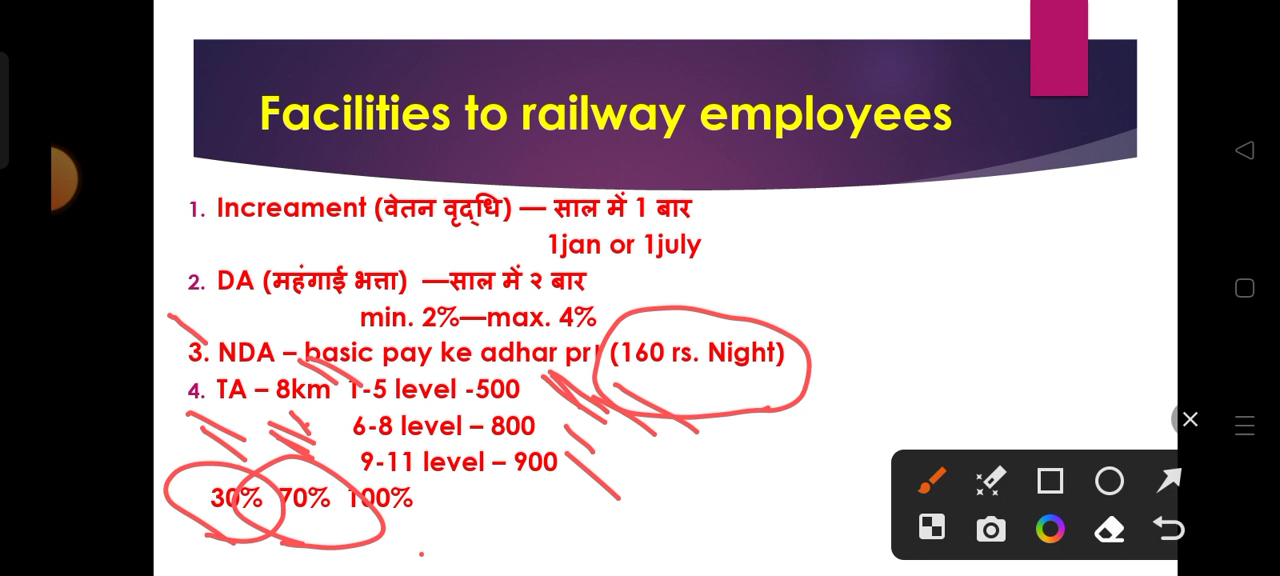 Facilities to railway employees
1. Increament (वेतन वृद्धि) — साल में 1 बार
1jan or 1july
2. DA (महंगाई भत्ता) —साल में २ बार
min. 2%—max. 4%
3. NDA – basic pay ke adhar pr (160 rs. Night)
4. TA – 8km 1-5 level -500
6-8 level – 800
9-11 level – 900
30% 70% 100%